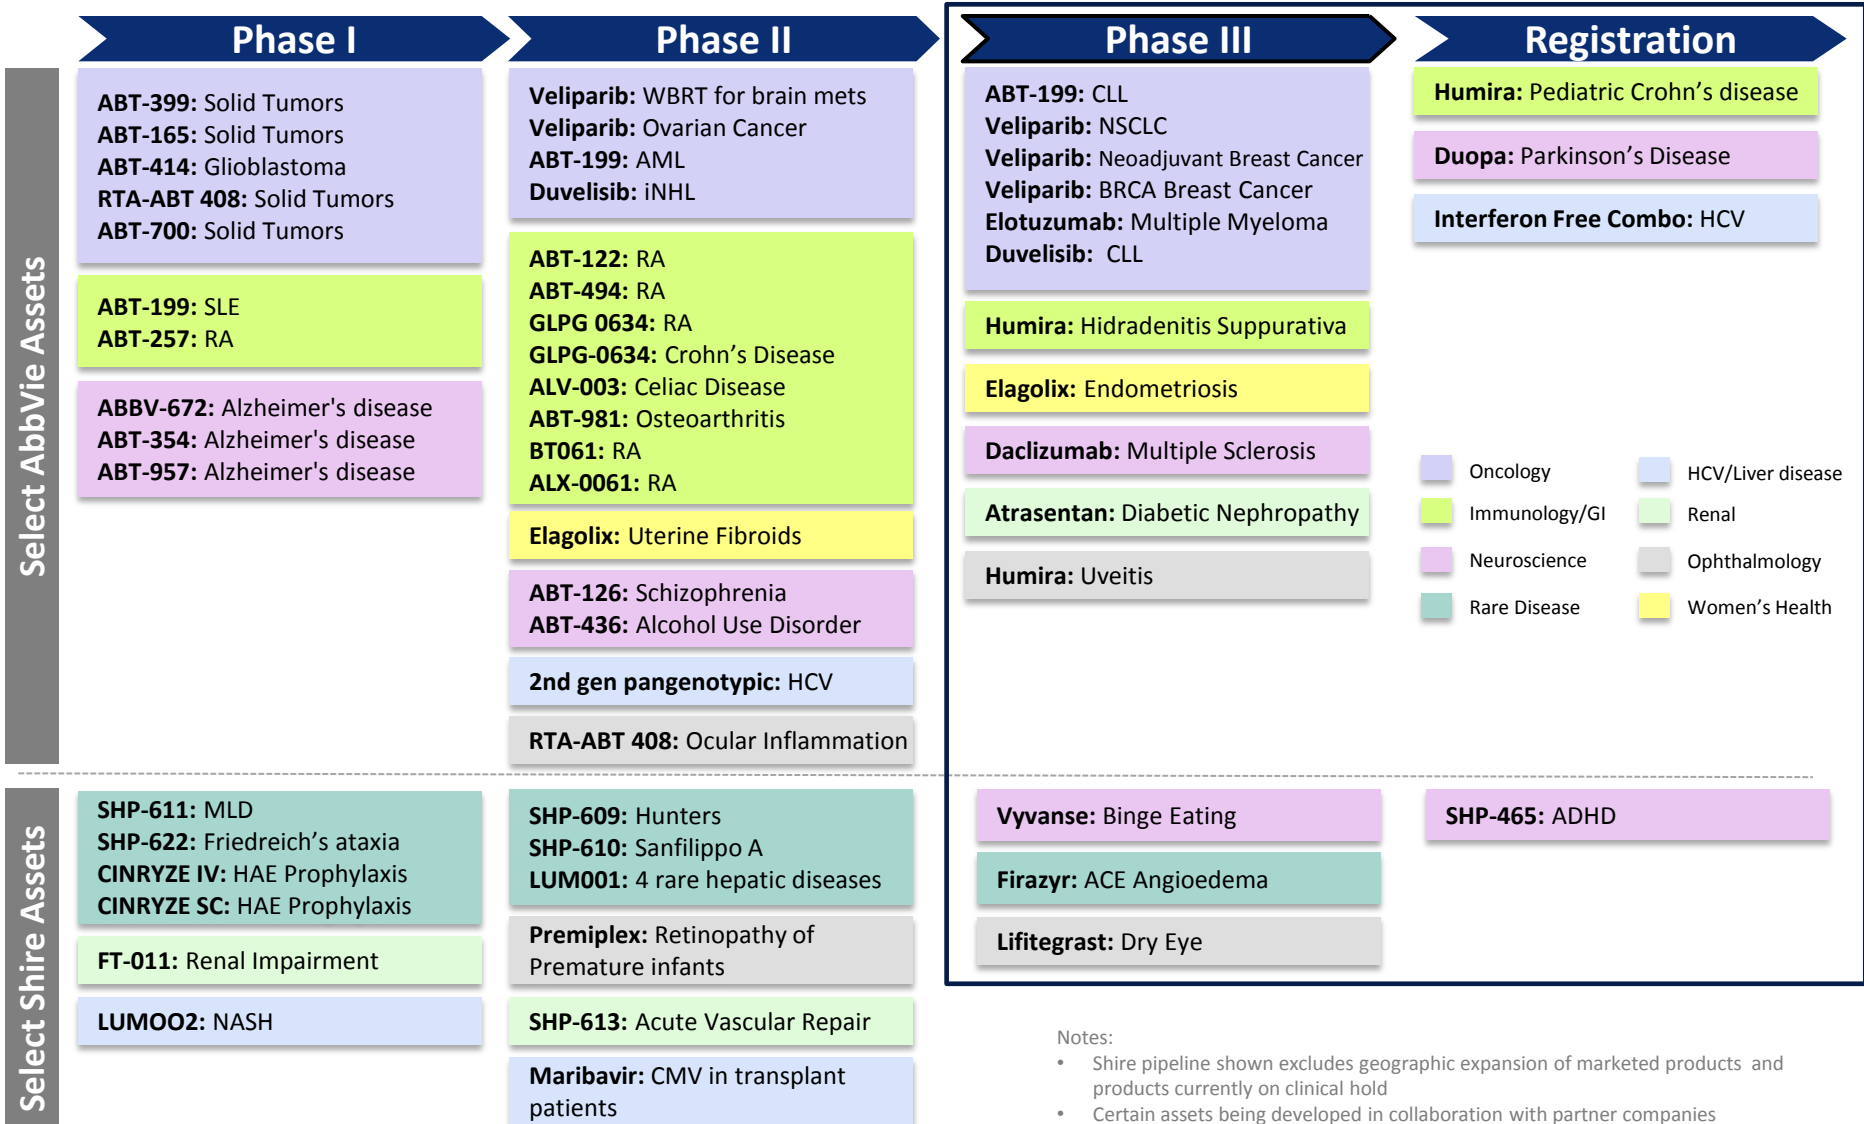 Phase I
Phase II
Phase III
Registration
Select AbbVie Assets
ABT-399: Solid Tumors
ABT-165: Solid Tumors
ABT-414: Glioblastoma
RTA-ABT 408: Solid Tumors
ABT-700: Solid Tumors
ABT-199: SLE
ABT-257: RA
ABBV-672: Alzheimer's disease
ABT-354: Alzheimer's disease
ABT-957: Alzheimer's disease
Veliparib: WBRT for brain mets
Veliparib: Ovarian Cancer
ABT-199: AML
Duvelisib: iNHL
ABT-122: RA
ABT-494: RA
GLPG 0634: RA
GLPG-0634: Crohn’s Disease
ALV-003: Celiac Disease
ABT-981: Osteoarthritis
BT061: RA
ALX-0061: RA
Elagolix: Uterine Fibroids
ABT-126: Schizophrenia
ABT-436: Alcohol Use Disorder
2nd gen pangenotypic: HCV
RTA-ABT 408: Ocular Inflammation
ABT-199: CLL
Veliparib: NSCLC
Veliparib: Neoadjuvant Breast Cancer
Veliparib: BRCA Breast Cancer
Elotuzumab: Multiple Myeloma
Duvelisib: CLL
Humira: Hidradenitis Suppurativa
Elagolix: Endometriosis
Daclizumab: Multiple Sclerosis
Atrasentan: Diabetic Nephropathy
Humira: Uveitis
Humira: Pediatric Crohn’s disease
Duopa: Parkinson’s Disease
Interferon Free Combo: HCV
Oncology
HCV/Liver disease
Immunology/GI
Renal
Neuroscience
Ophthalmology
Rare Disease
Women’s Health
Select Shire Assets
SHP-611: MLD
SHP-622: Friedreich’s ataxia
CINRYZE IV: HAE Prophylaxis
CINRYZE SC: HAE Prophylaxis
FT-011: Renal Impairment
LUMOO2: NASH
SHP-609: Hunters
SHP-610: Sanfilippo A
LUM001: 4 rare hepatic diseases
Premiplex: Retinopathy of
Premature infants
SHP-613: Acute Vascular Repair
Maribavir: CMV in transplant
patients
Vyvanse: Binge Eating
Firazyr: ACE Angioedema
Lifitegrast: Dry Eye
SHP-465: ADHD
Notes:
• Shire pipeline shown excludes geographic expansion of marketed products and
products currently on clinical hold
• Certain assets being developed in collaboration with partner companies